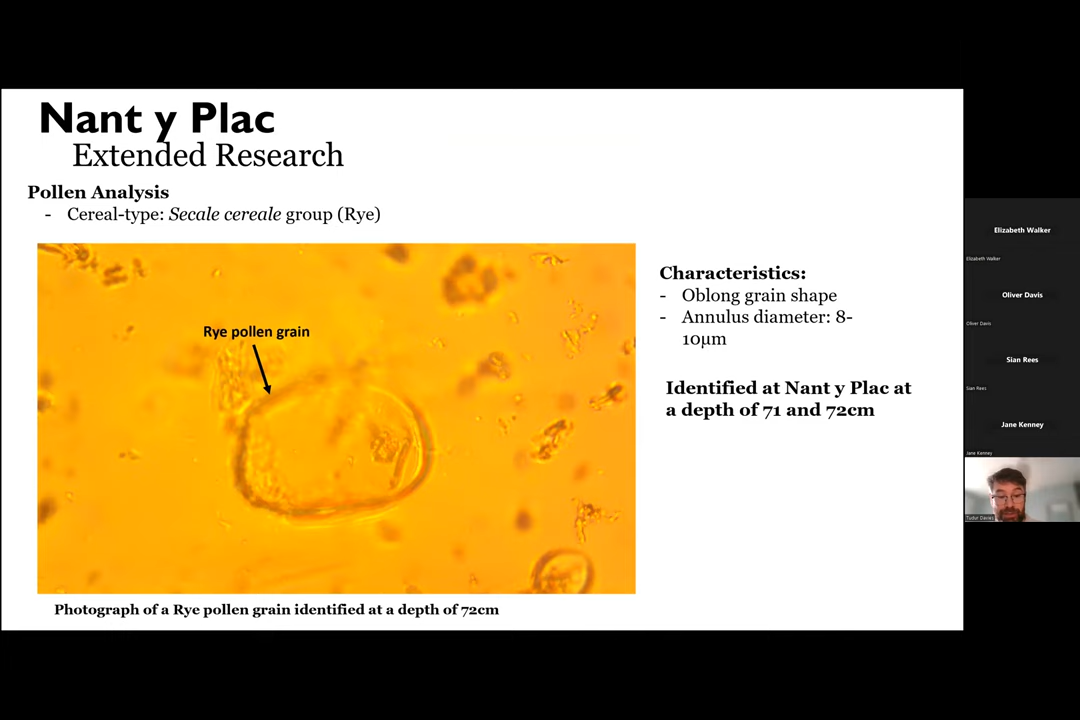 Nant y Plac
Extended Research
Pollen Analysis
- Cereal-type: Secale cereale group (Rye)
Rye pollen grain
Characteristics:
- Oblong grain shape
- Annulus diameter: 8-
10μm
Identified at Nant y Plac at
a depth of 71 and 72cm
Photograph of a Rye pollen grain identified at a depth of 72cm
Elizabeth Walker
Elizabeth Walker
Oliver Davis
Oliver Davis
Sian Rees
Sian Rees
Jane Kenney
Jane Kenney
Tudur Davies